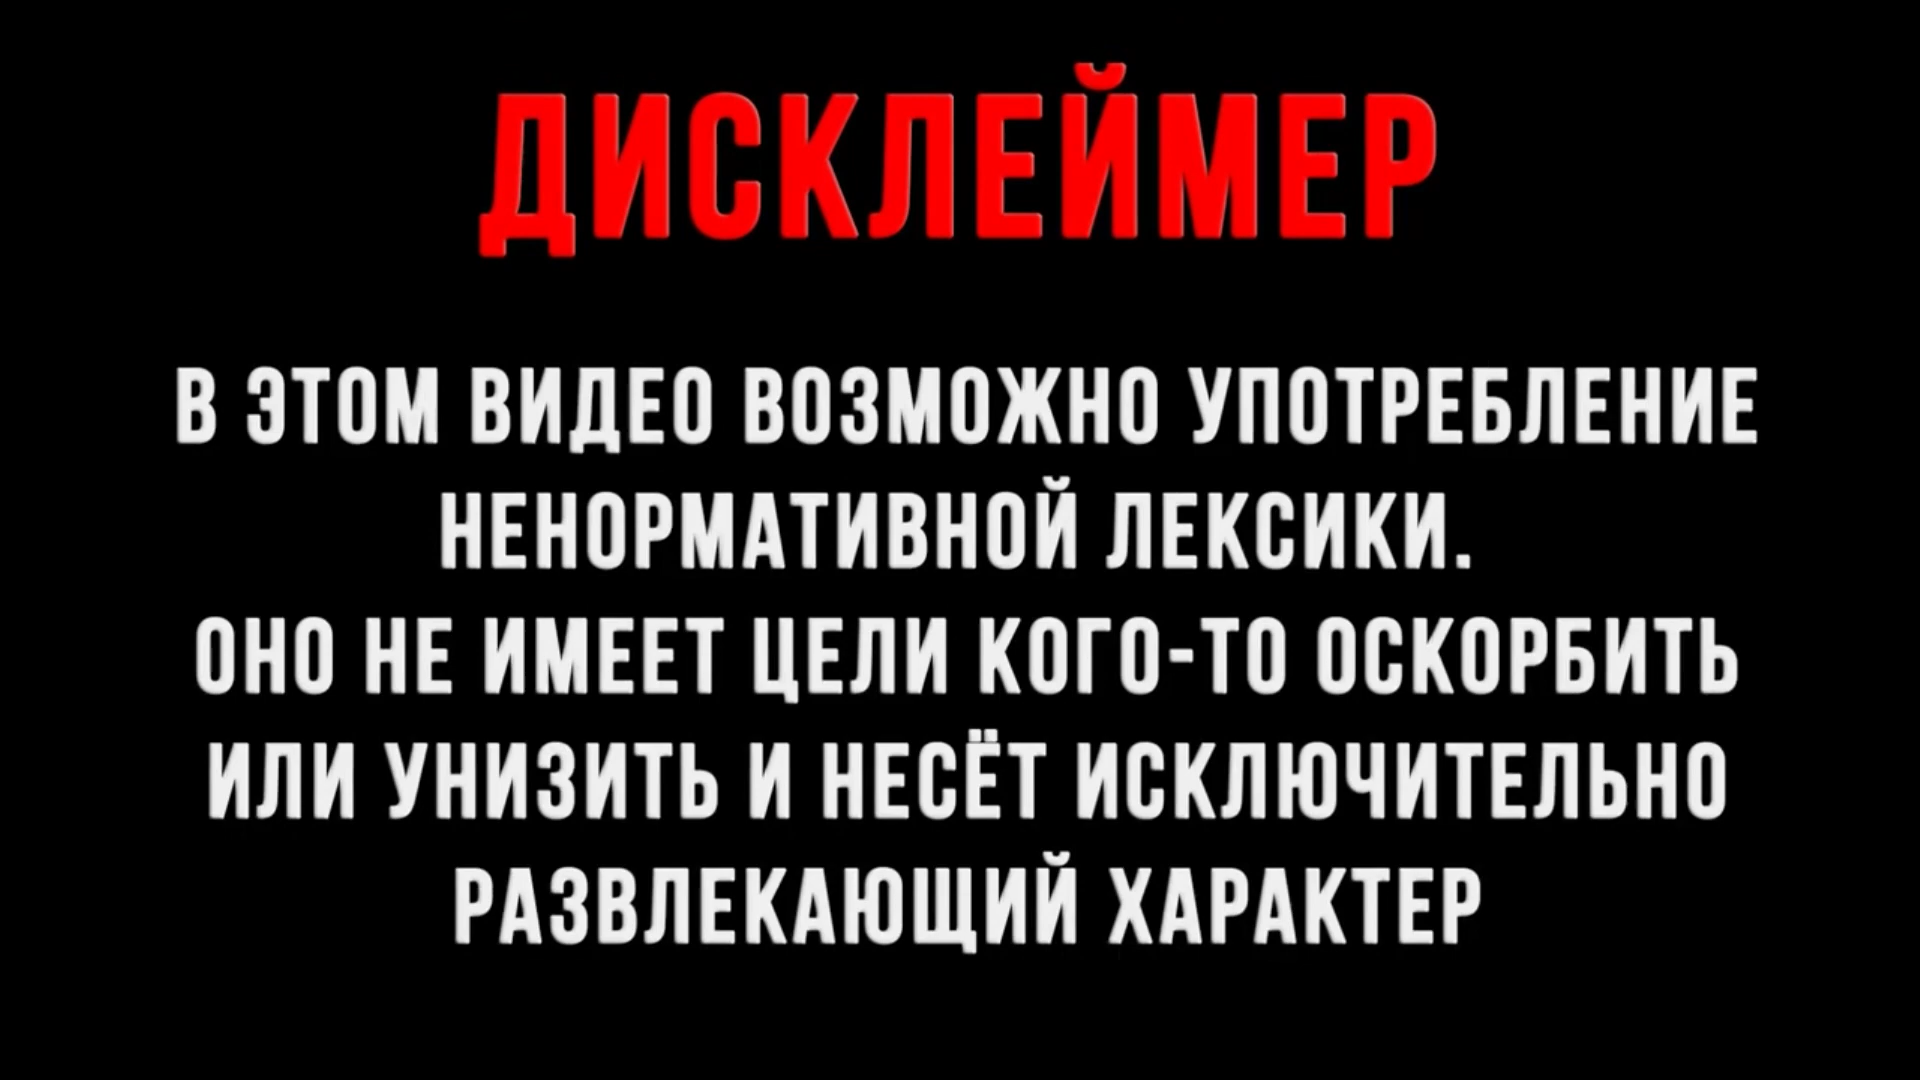 ДИСКЛЕЙМЕР
В ЭТОМ ВИДЕО ВОЗМОЖНО УПОТРЕБЛЕНИЕ
НЕНОРМАТИВНОЙ ЛЕКСИКИ.
ОНО НЕ ИМЕЕТ ЦЕЛИ КОГО-ТО ОСКОРБИТЬ
ИЛИ УНИЗИТЬ И НЕСЁТ ИСКЛЮЧИТЕЛЬНО
РАЗВЛЕКАЮЩИЙ ХАРАКТЕР